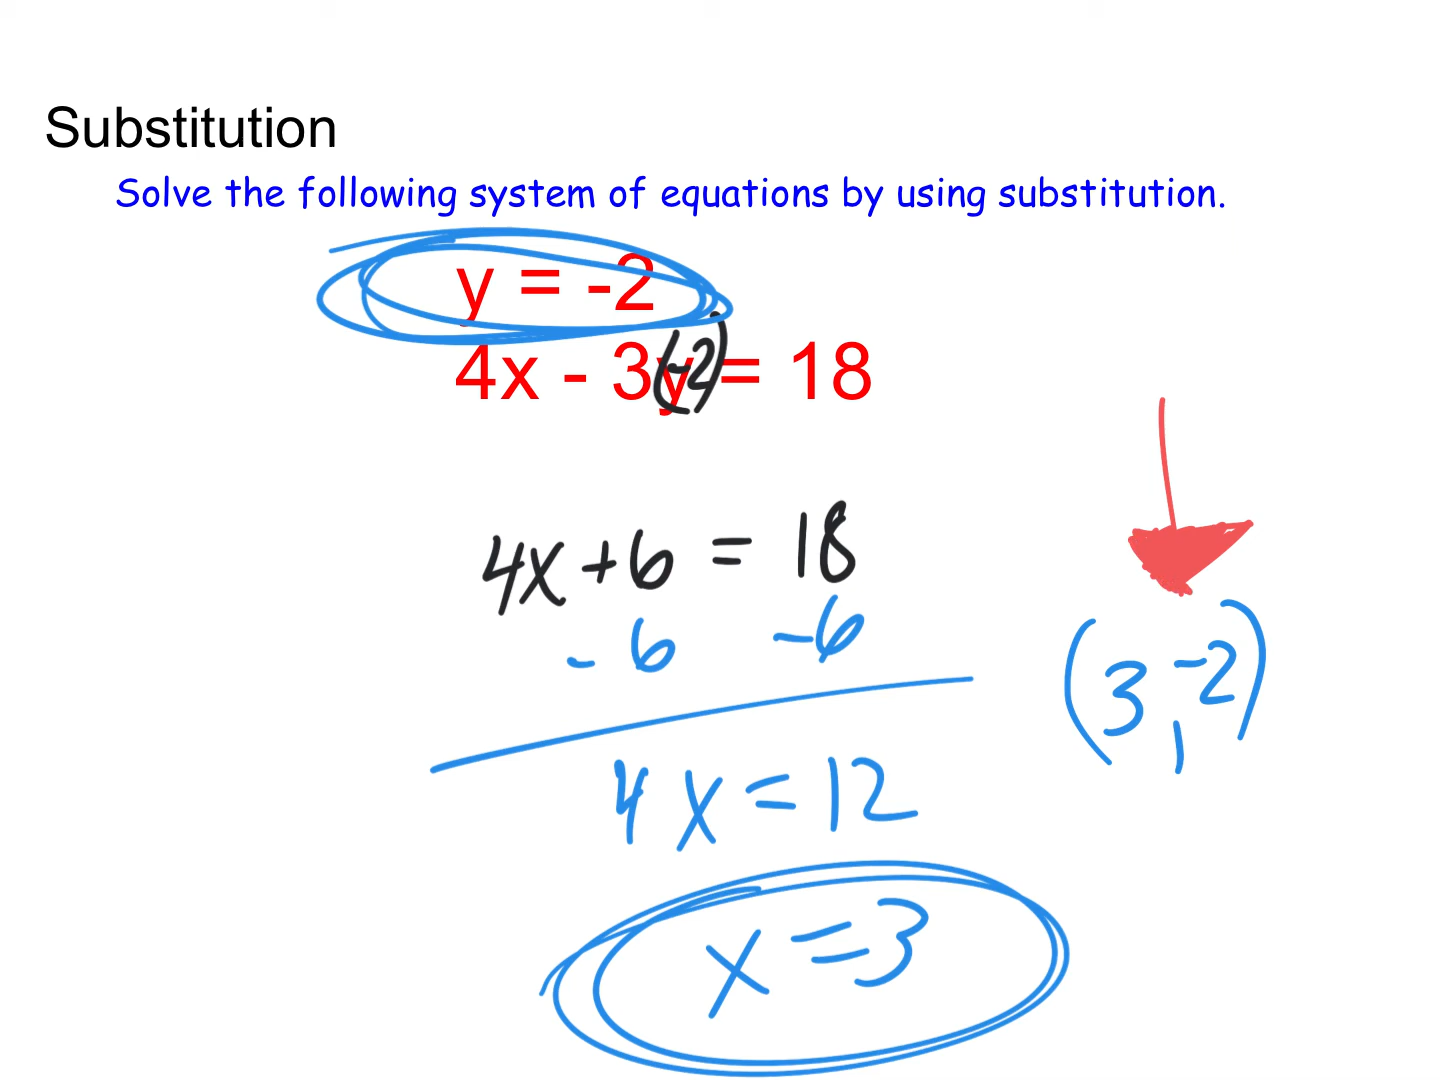 Substitution
Solve the following system of equations by using substitution.
y = -2
4x - 3y(-2) = 18
4x + 6 = 18
- 6 - 6
(3, -2)
4x = 12
x = 3